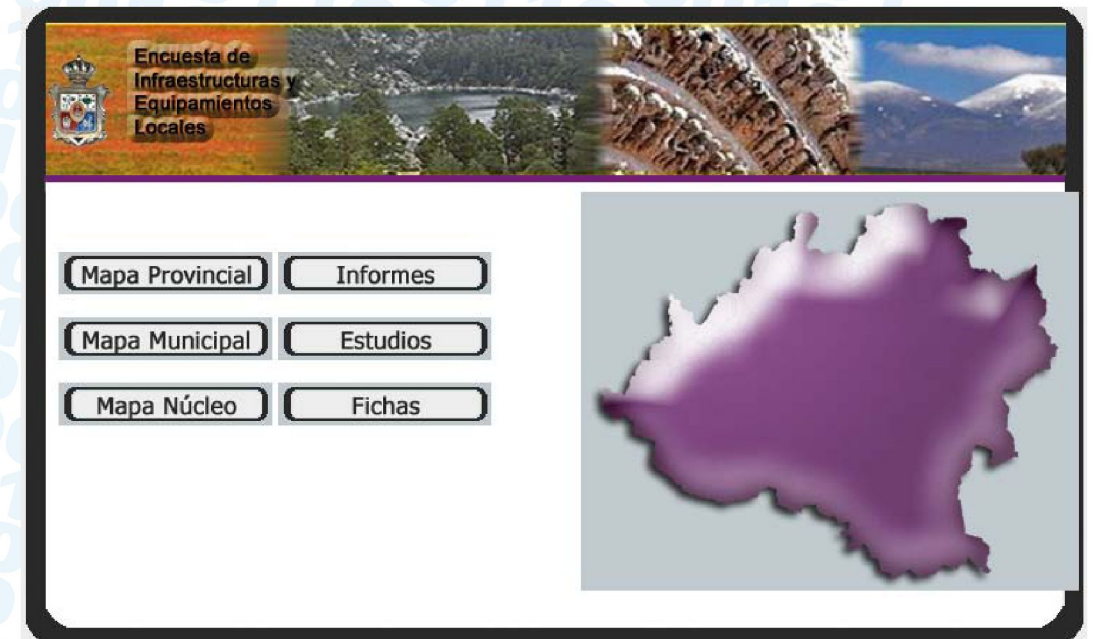 Encuesta de
Infraestructuras y
Equipamientos
Locales
Mapa Provincial
Informes
Mapa Municipal
Estudios
Mapa Núcleo
Fichas